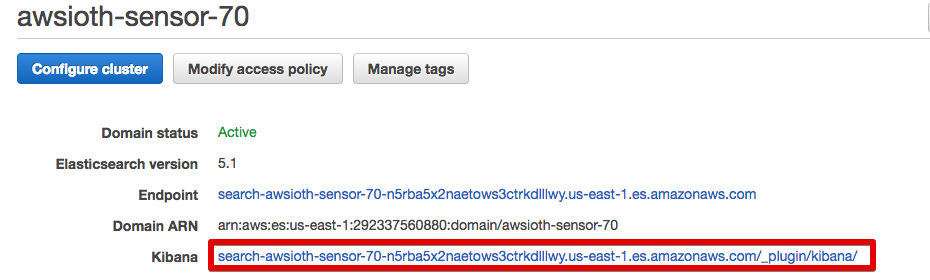 awsioth-sensor-70
Configure cluster Modify access policy Manage tags
Domain status Active
Elasticsearch version 5.1
Endpoint search-awsioth-sensor-70-n5rba5x2naetows3ctrkdlllwy.us-east-1.es.amazonaws.com
Domain ARN arn:aws:es:us-east-1:292337560880:domain/awsioth-sensor-70
Kibana search-awsioth-sensor-70-n5rba5x2naetows3ctrkdlllwy.us-east-1.es.amazonaws.com/_plugin/kibana/